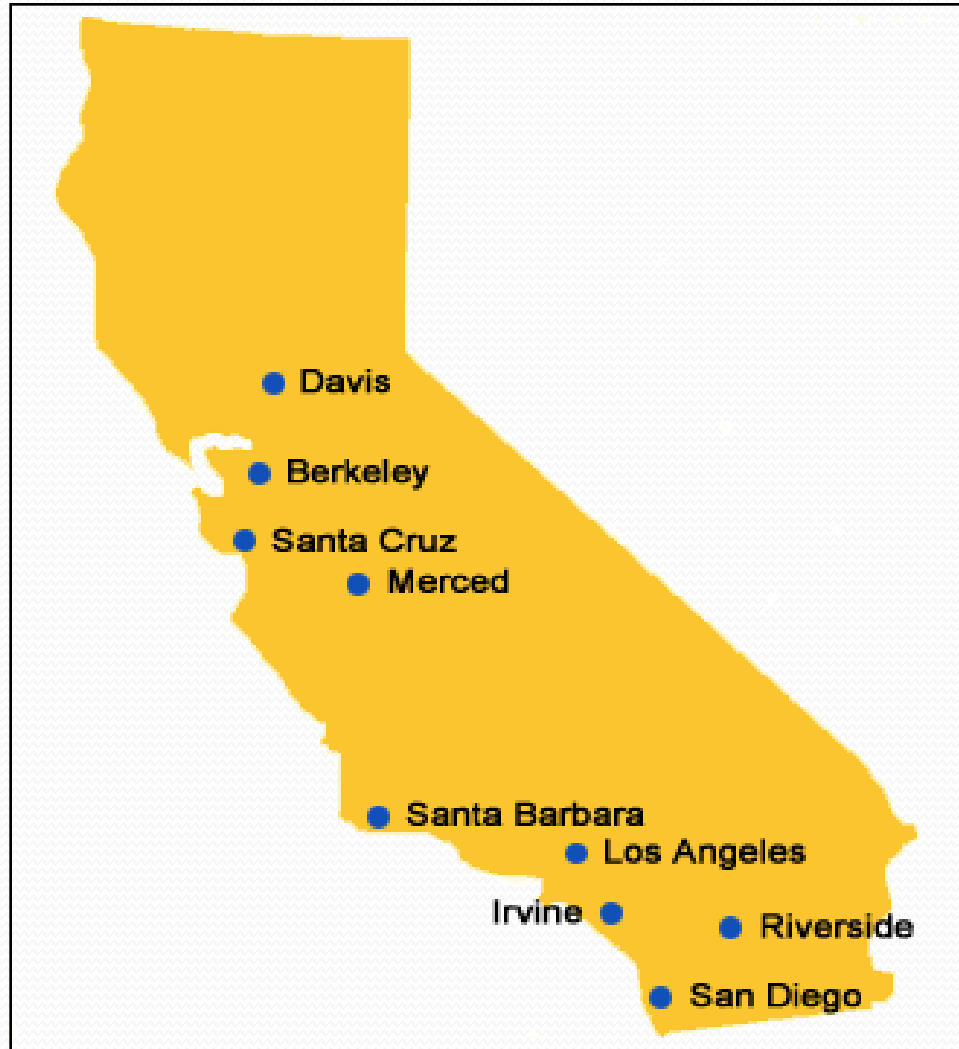 Davis
Berkeley
Santa Cruz
Merced
Santa Barbara
Los Angeles
Irvine
Riverside
San Diego